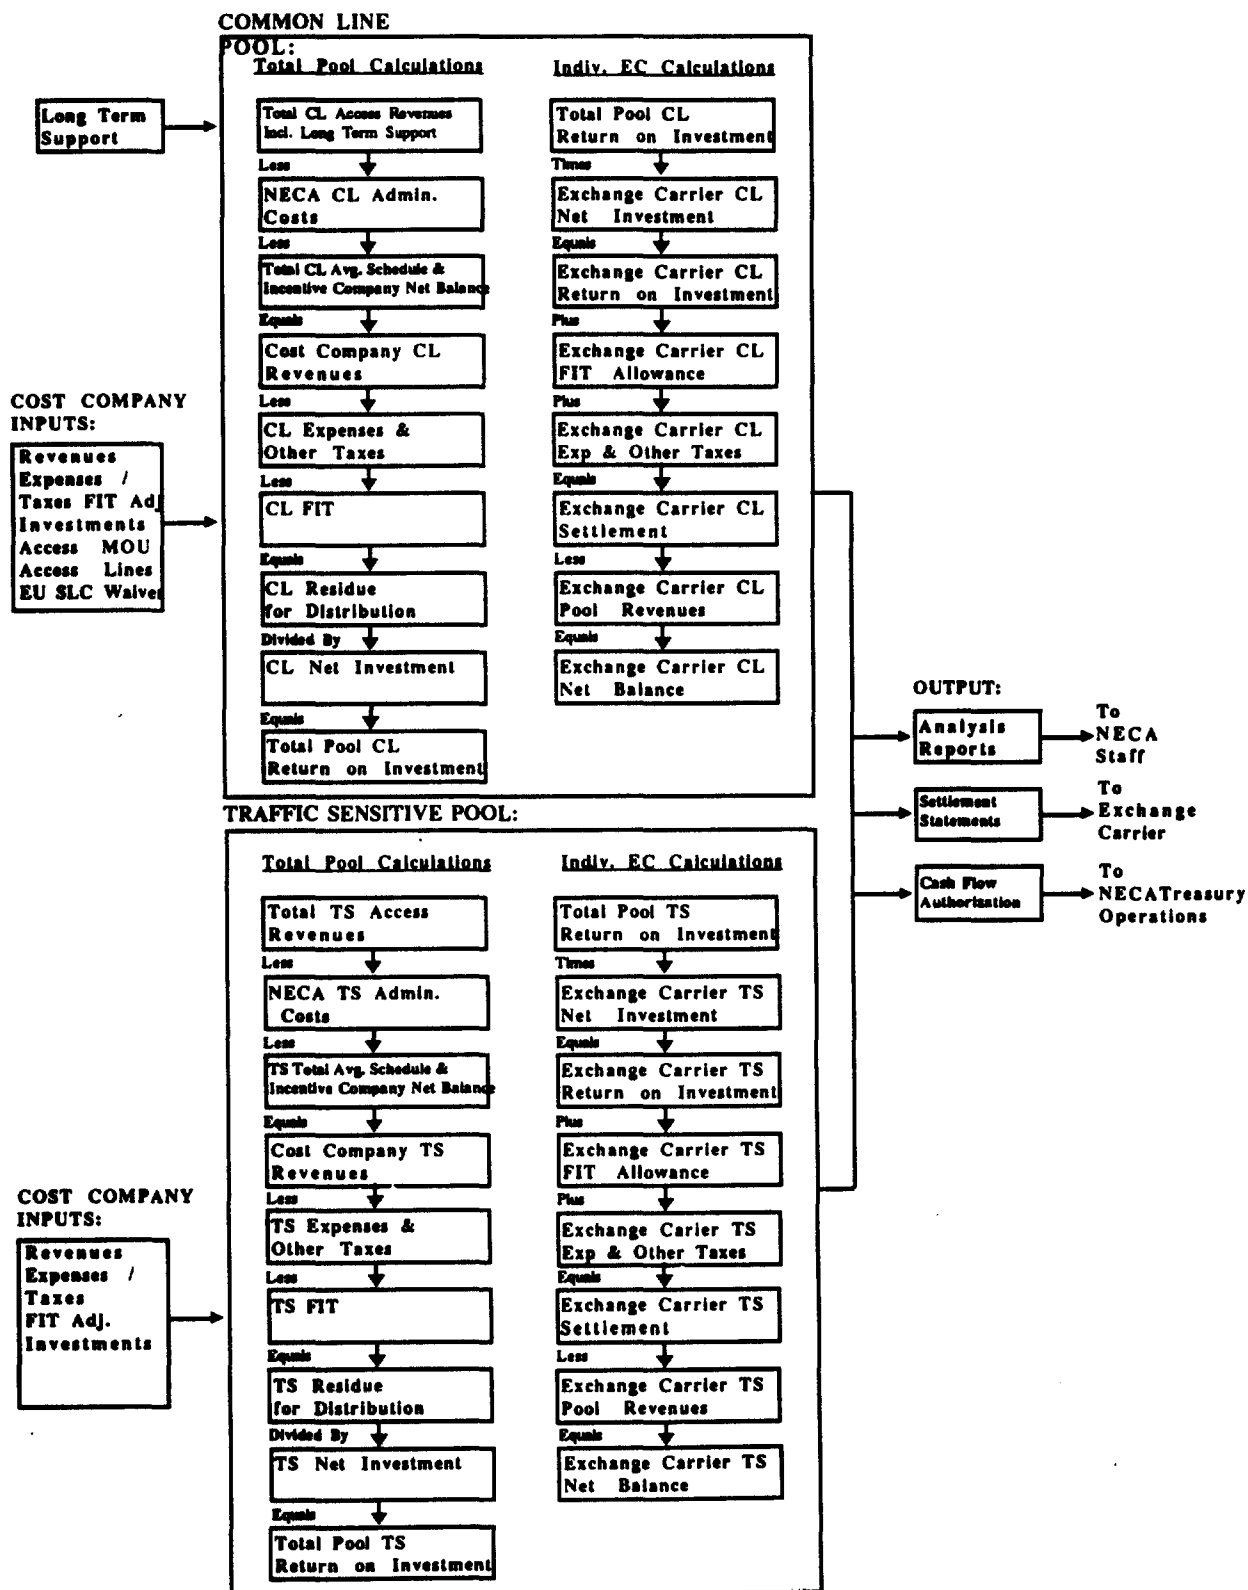 COMMON LINE
POOL:
Total Pool Calculations
Indiv. EC Calculations
Long Term
Support
Total CL Access Revenues
Incl. Long Term Support
Less
NECA CL Admin.
Costs
Less
Total CL Avg. Schedule &
Incentive Company Net Balance
Equals
Cost Company CL
Revenues
Less
CL Expenses &
Other Taxes
Less
CL FIT
Equals
CL Residue
for Distribution
Divided By
CL Net Investment
Equals
Total Pool CL
Return on Investment
Total Pool CL
Return on Investment
Times
Exchange Carrier CL
Net Investment
Equals
Exchange Carrier CL
Return on Investment
Plus
Exchange Carrier CL
FIT Allowance
Plus
Exchange Carrier CL
Exp & Other Taxes
Equals
Exchange Carrier CL
Settlement
Less
Exchange Carrier CL
Pool Revenues
Equals
Exchange Carrier CL
Net Balance
COST COMPANY
INPUTS:
Revenues
Expenses /
Taxes FIT Adj
Investments
Access MOU
Access Lines
EU SLC Waiver
OUTPUT:
Analysis
Reports
To
NECA
Staff
Settlement
Statements
To
Exchange
Carrier
Cash Flow
Authorization
To
NECATreasury
Operations
TRAFFIC SENSITIVE POOL:
Total Pool Calculations
Indiv. EC Calculations
Total TS Access
Revenues
Less
NECA TS Admin.
Costs
Less
TS Total Avg. Schedule &
Incentive Company Net Balance
Equals
Cost Company TS
Revenues
Less
TS Expenses &
Other Taxes
Less
TS FIT
Equals
TS Residue
for Distribution
Divided By
TS Net Investment
Equals
Total Pool TS
Return on Investment
Total Pool TS
Return on Investment
Times
Exchange Carrier TS
Net Investment
Equals
Exchange Carrier TS
Return on Investment
Plus
Exchange Carrier TS
FIT Allowance
Plus
Exchange Carier TS
Exp & Other Taxes
Equals
Exchange Carrier TS
Settlement
Less
Exchange Carrier TS
Pool Revenues
Equals
Exchange Carrier TS
Net Balance
COST COMPANY
INPUTS:
Revenues
Expenses /
Taxes
FIT Adj.
Investments